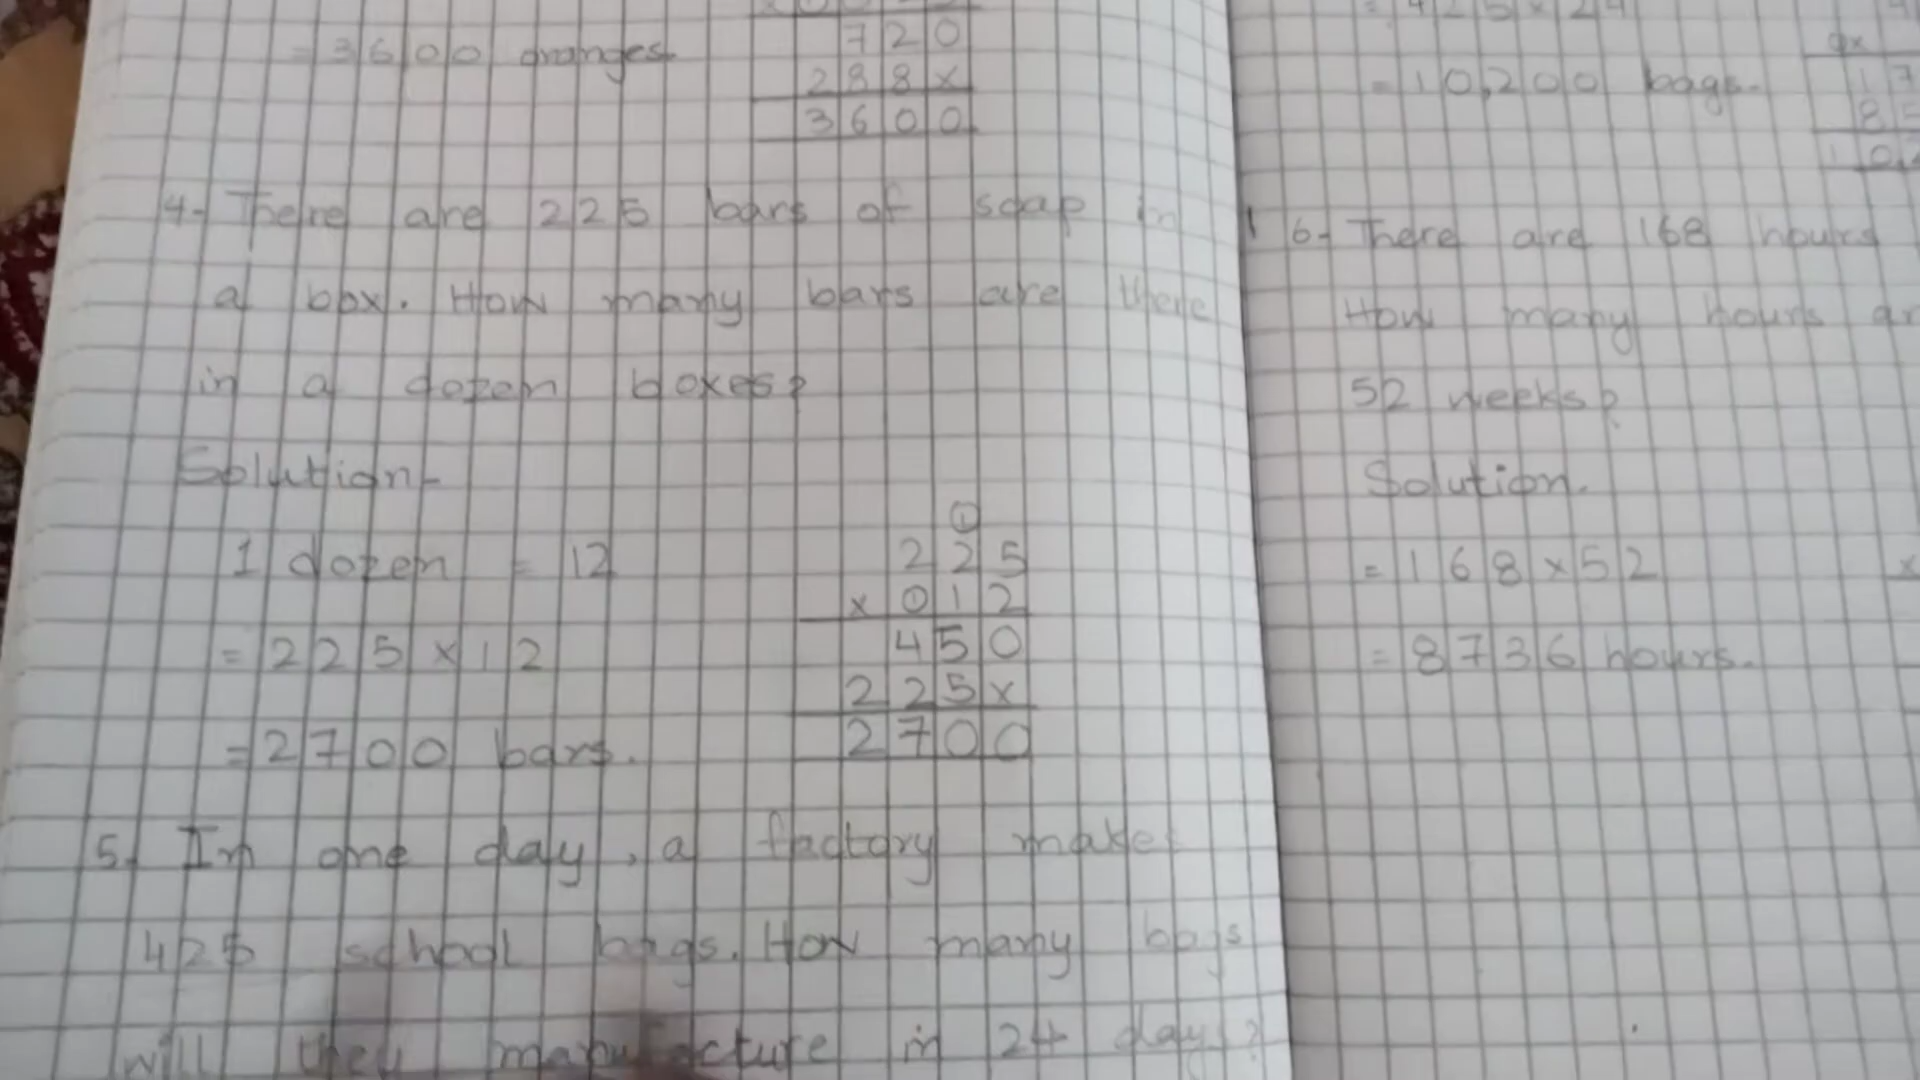 = 3600 oranges
720
288x
3600
4- There are 225 bars of soap in
a box. How many bars are there
in a dozen boxes?
Solution-
1 dozen = 12
= 225 x 12
= 2700 bars.
1
225
x 012
450
225x
2700
5. In one day, a factory make
425 school bags. How many bags
will they manufacture in 24 days?
= 425 x 24
= 10,200 bags.
6- There are 168 hours
How many hours
52 weeks?
Solution.
= 168 x 52
= 8736 hours.